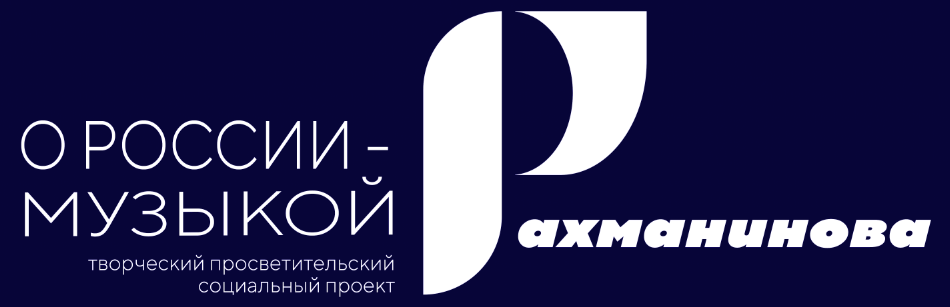 О РОССИИ –
МУЗЫКОЙ
творческий просветительский
социальный проект
Рахманинова